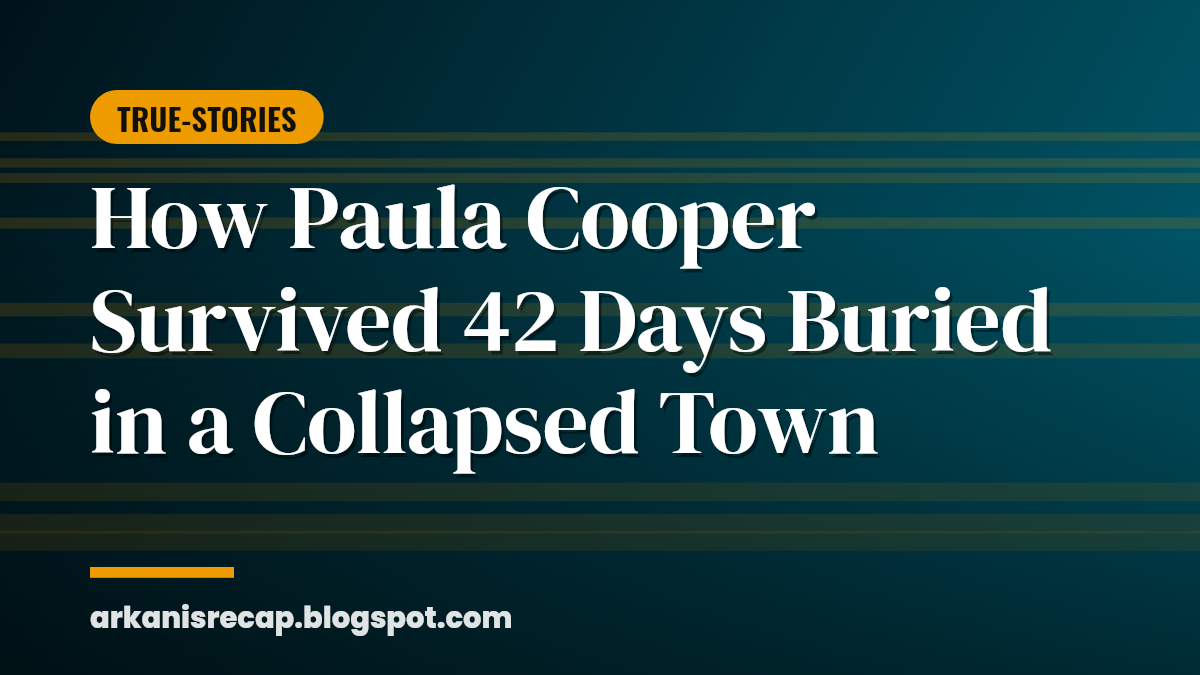 TRUE-STORIES
How Paula Cooper
Survived 42 Days Buried
in a Collapsed Town
arkanisrecap.blogspot.com